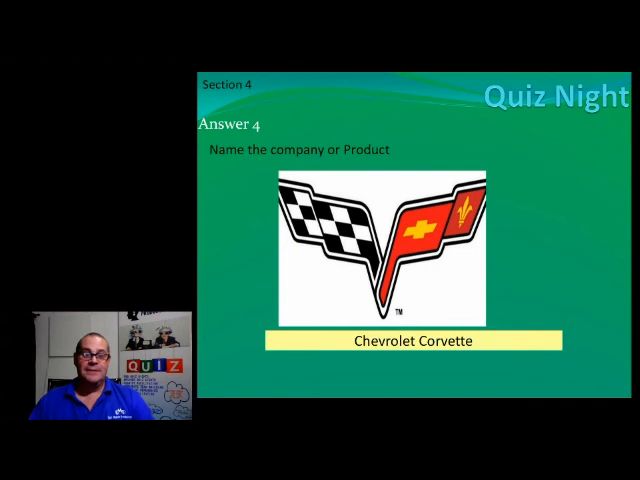 Section 4
Quiz Night
Answer 4
Name the company or Product
TM
Chevrolet Corvette
QUIZ